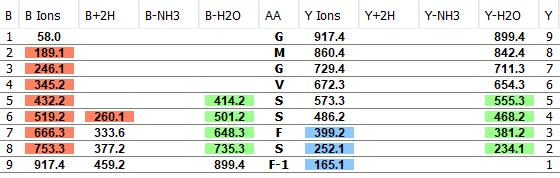 B B Ions B+2H B-NH3 B-H2O AA Y Ions Y+2H Y-NH3 Y-H2O Y
1 58.0 G 917.4 899.4 9
2 189.1 M 860.4 842.4 8
3 246.1 G 729.4 711.3 7
4 345.2 V 672.3 654.3 6
5 432.2 414.2 S 573.3 555.3 5
6 519.2 260.1 501.2 S 486.2 468.2 4
7 666.3 333.6 648.3 F 399.2 381.2 3
8 753.3 377.2 735.3 S 252.1 234.1 2
9 917.4 459.2 899.4 F-1 165.1 1